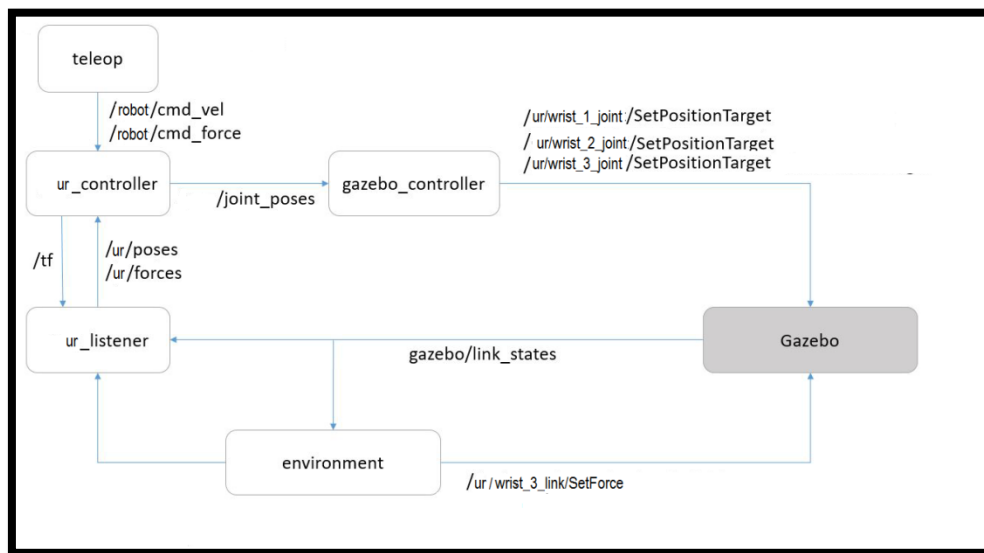 teleop
/robot/cmd_vel
/robot/cmd_force
/ur/wrist_1_joint/SetPositionTarget
/ ur/wrist_2_joint/SetPositionTarget
/ur/wrist_3_joint/SetPositionTarget
ur_controller
/joint_poses
gazebo_controller
/tf
/ur/poses
/ur/forces
ur_listener
gazebo/link_states
Gazebo
environment
/ur/wrist_3_link/SetForce